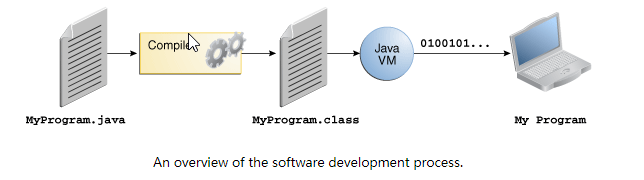 Compile
Java
VM
0100101...
MyProgram.java
MyProgram.class
My Program
An overview of the software development process.